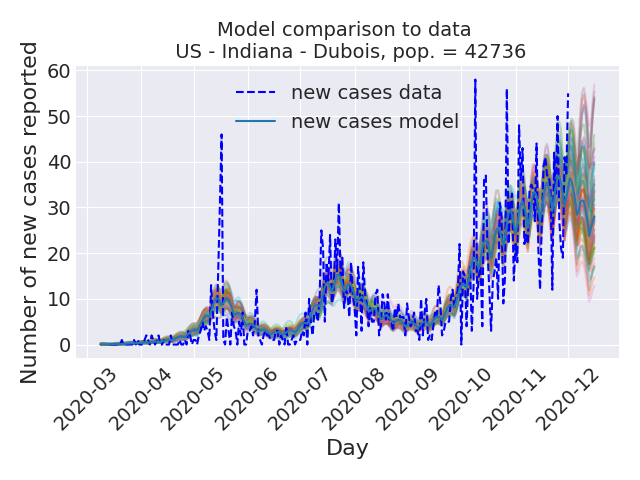 Model comparison to data
US - Indiana - Dubois, pop. = 42736
Number of new cases reported
60
50
40
30
20
10
0
new cases data
new cases model
2020-03
2020-04
2020-05
2020-06
2020-07
2020-08
2020-09
2020-10
2020-11
2020-12
Day